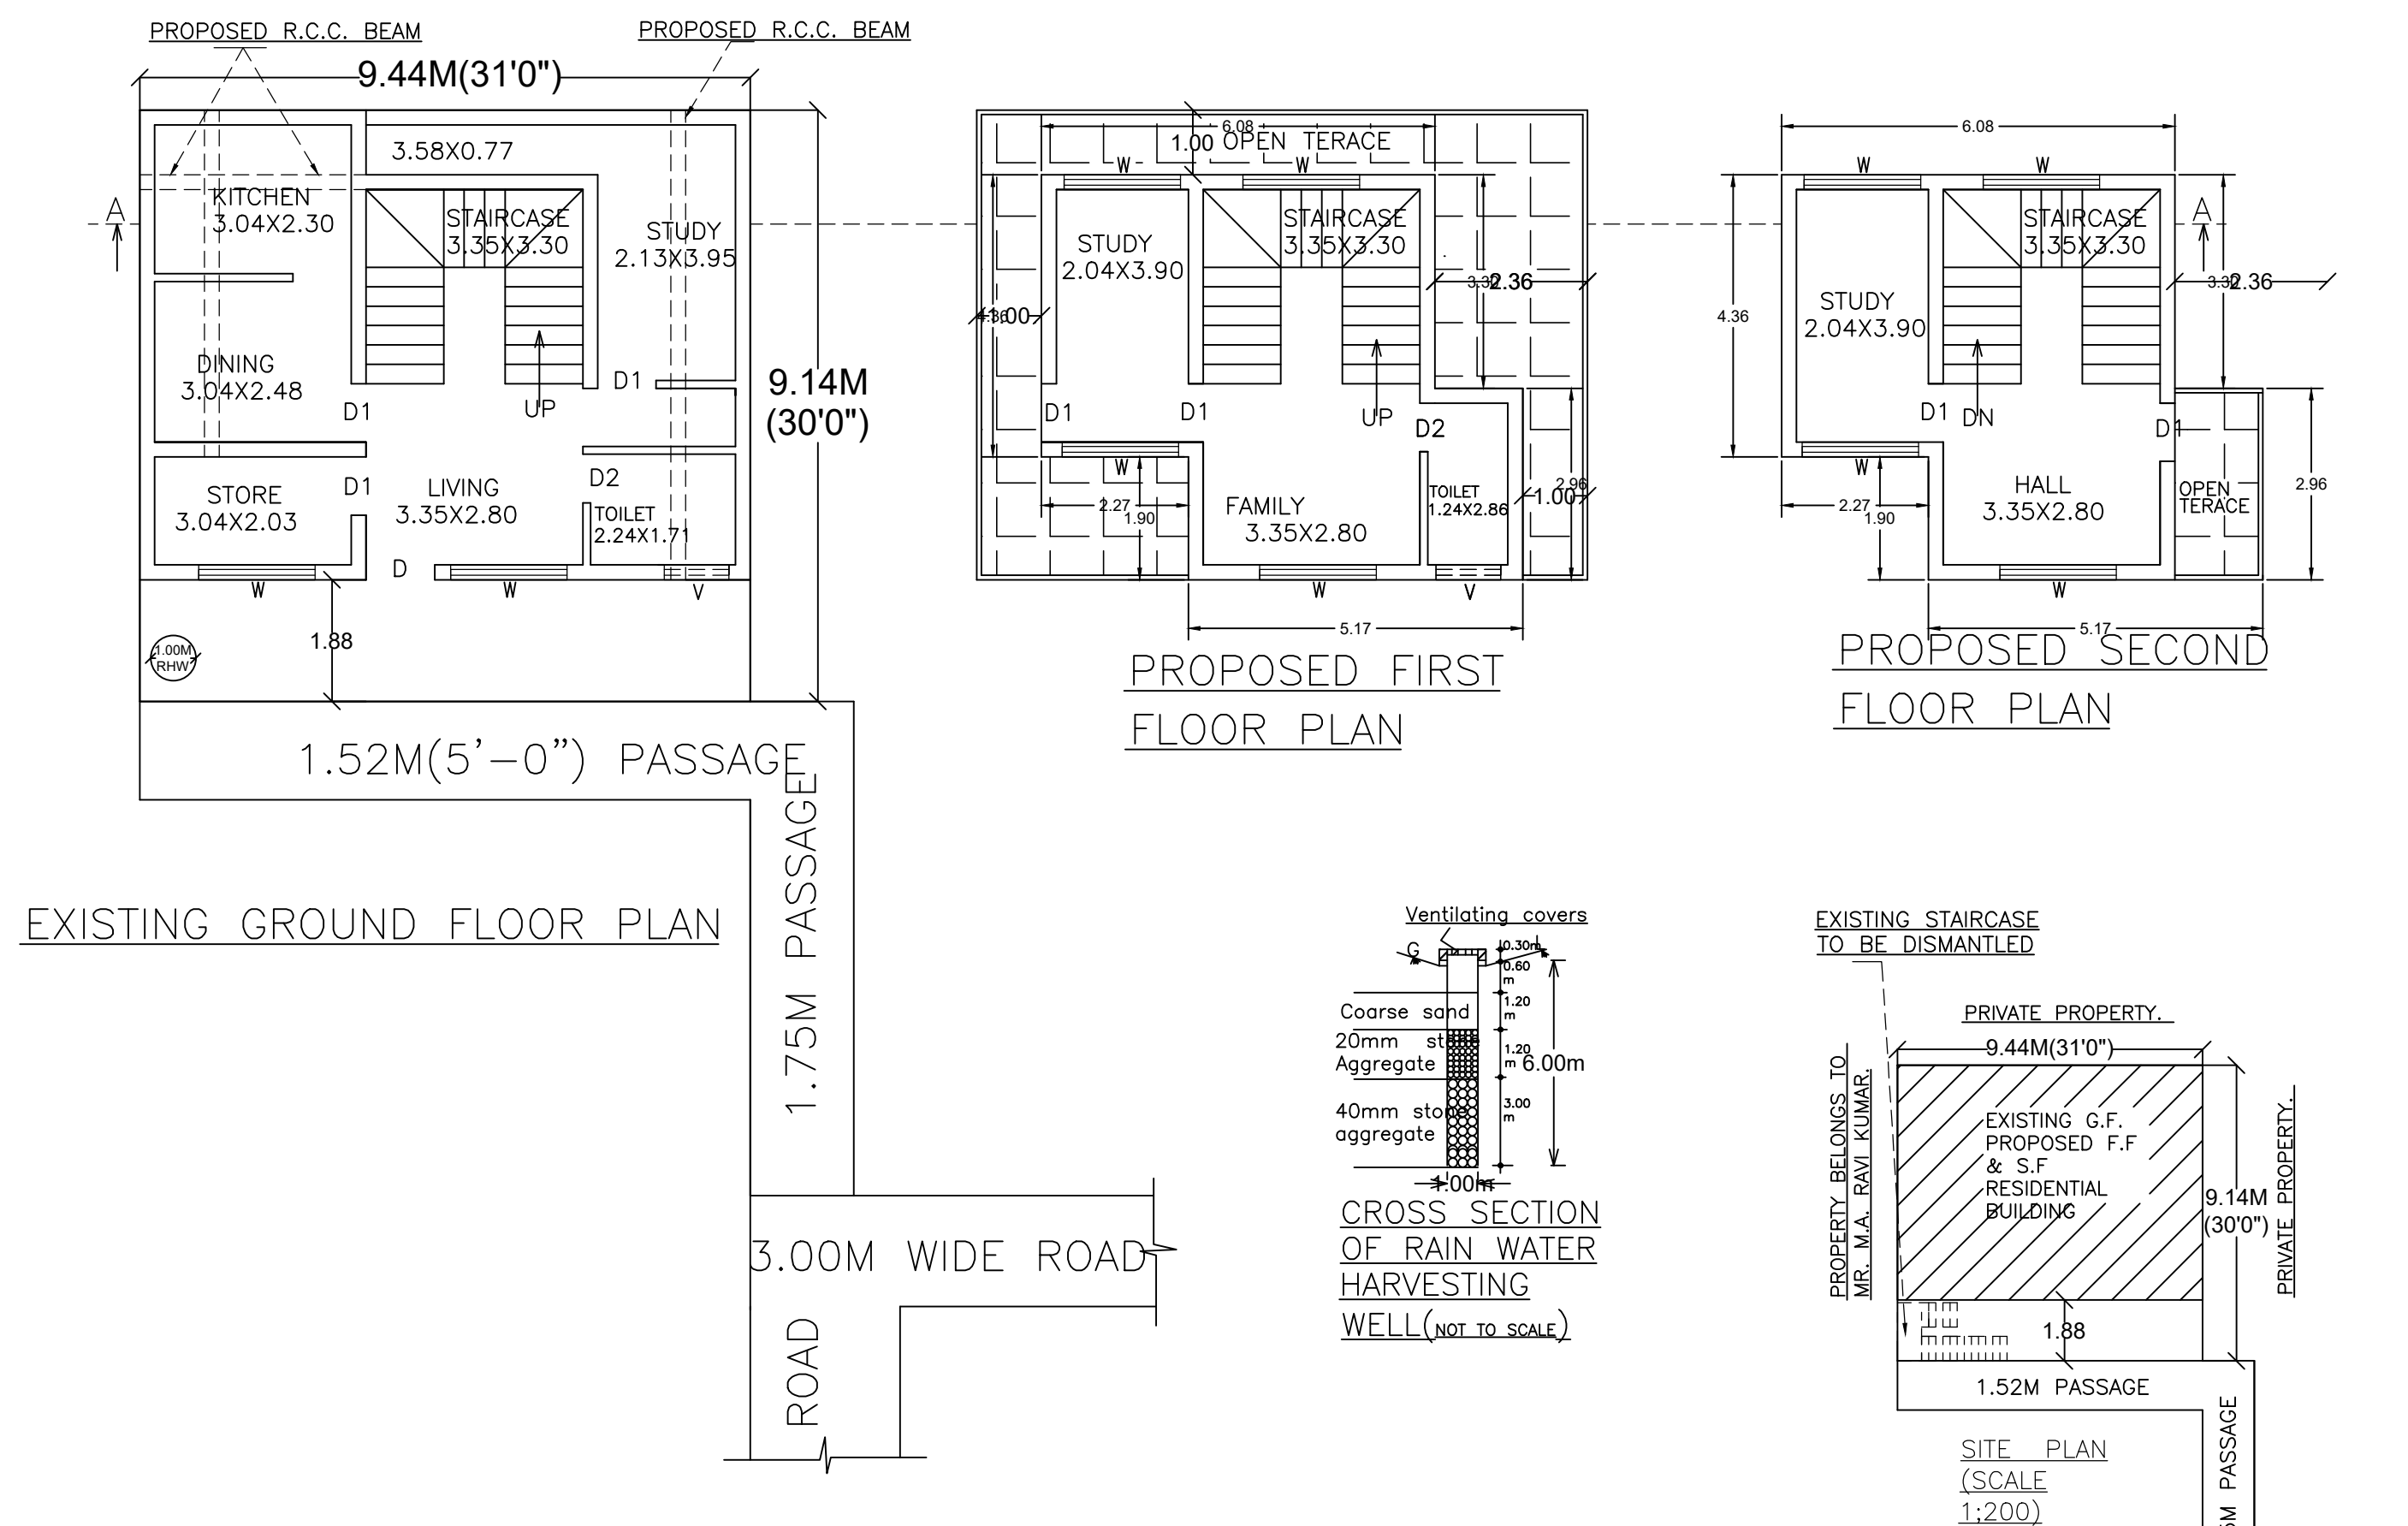 PROPOSED R.C.C. BEAM
PROPOSED R.C.C. BEAM
9.44M(31'0")
3.58X0.77
KITCHEN
3.04X2.30
STAIRCASE
3.35X3.30
STUDY
2.13X3.95
A
DINING
3.04X2.48
D1
UP
D1
9.14M
(30'0")
STORE
3.04X2.03
D1
LIVING
3.35X2.80
D2
TOILET
2.24X1.71
D
W
W
V
1.88
1.00M
RHW
1.52M(5'-0") PASSAGE
1.75M PASSAGE
EXISTING GROUND FLOOR PLAN
3.00M WIDE ROAD
ROAD
6.08
1.00
OPEN TERACE
W
W
STUDY
2.04X3.90
STAIRCASE
3.35X3.30
3.30
2.36
4.36
1.00
D1
D1
UP
D2
W
2.27
1.90
FAMILY
3.35X2.80
TOILET
1.24X2.86
2.96
1.00
W
V
5.17
PROPOSED FIRST
FLOOR PLAN
6.08
W
W
STAIRCASE
3.35X3.30
A
4.36
STUDY
2.04X3.90
3.30
2.36
D1
DN
D1
W
2.27
1.90
HALL
3.35X2.80
OPEN
TERACE
2.96
W
5.17
PROPOSED SECOND
FLOOR PLAN
Ventilating covers
G
L
0.30m
0.60
m
Coarse sand
1.20
m
20mm stone
Aggregate
1.20
m
6.00m
40mm stone
aggregate
3.00
m
1.00m
CROSS SECTION
OF RAIN WATER
HARVESTING
WELL(NOT TO SCALE)
EXISTING STAIRCASE
TO BE DISMANTLED
PRIVATE PROPERTY.
9.44M(31'0")
PROPERTY BELONGS TO
MR. M.A. RAVI KUMAR.
EXISTING G.F.
PROPOSED F.F
& S.F
RESIDENTIAL
BUILDING
9.14M
(30'0")
PRIVATE PROPERTY.
1.88
1.52M PASSAGE
SITE PLAN
(SCALE
1;200)
5M PASSAGE